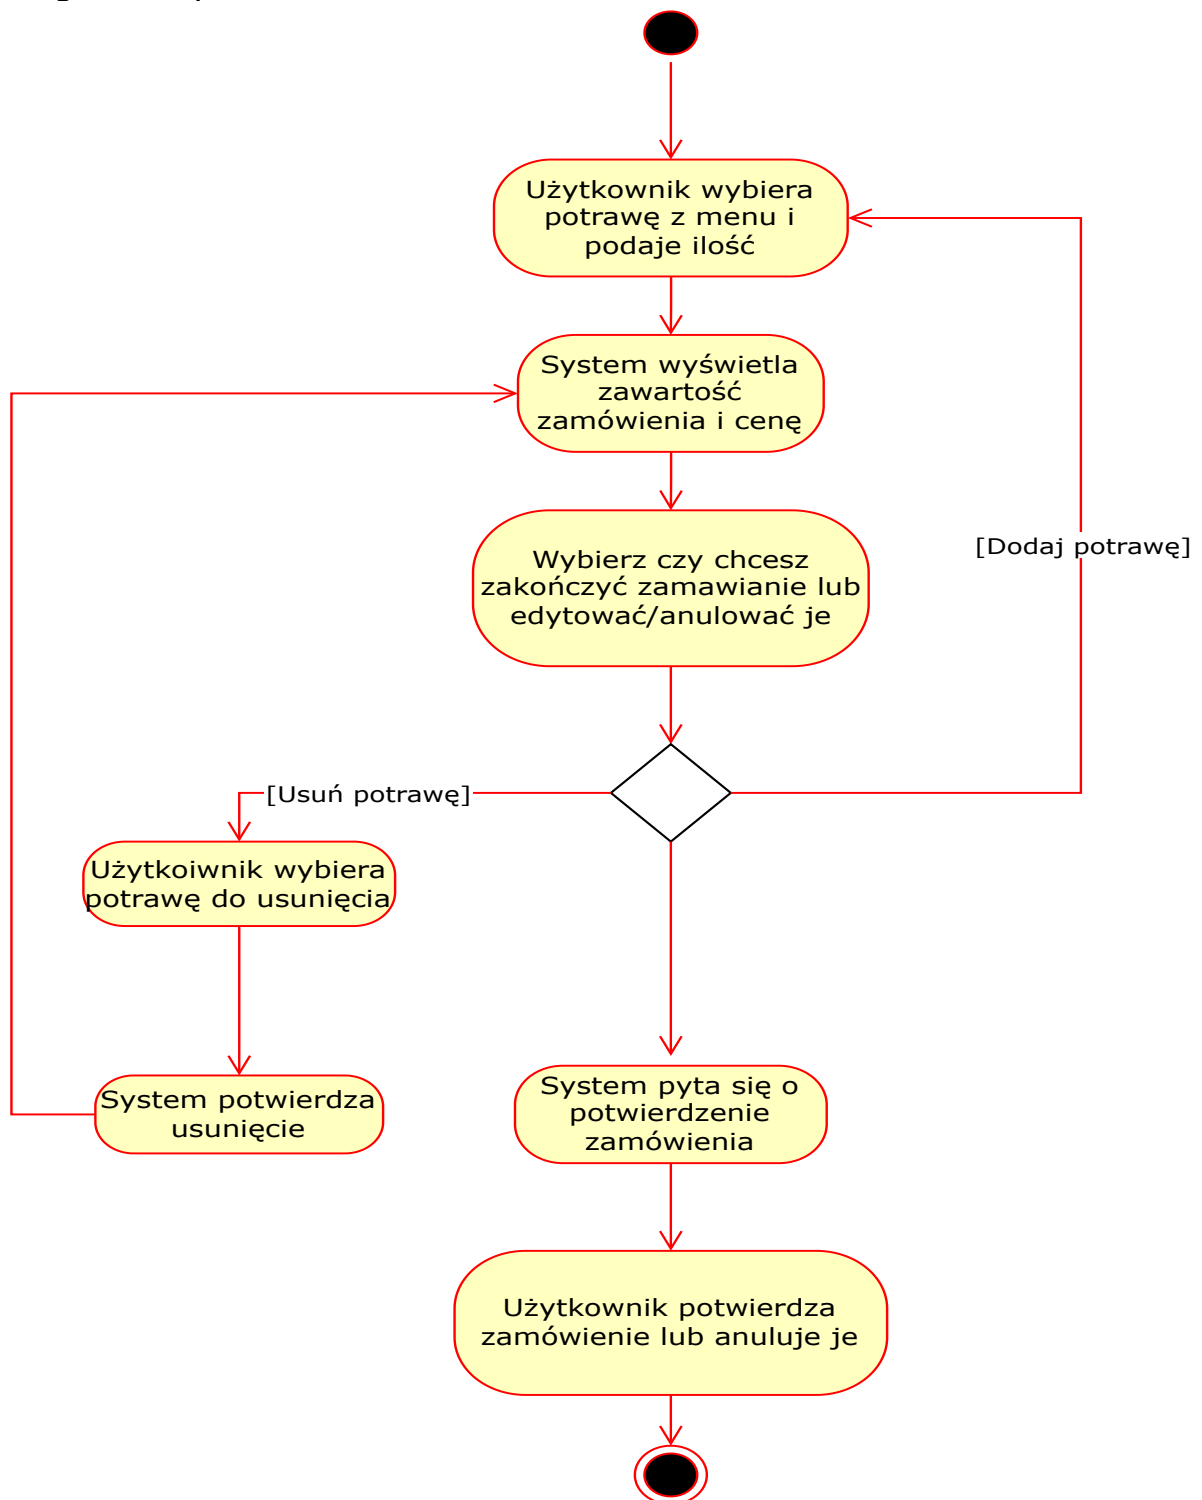 Użytkownik wybiera
potrawę z menu i
podaje ilość
System wyświetla
zawartość
zamówienia i cenę
Wybierz czy chcesz
zakończyć zamawianie lub
edytować/anulować je
[Dodaj potrawę]
[Usuń potrawę]
Użytkoiwnik wybiera
potrawę do usunięcia
System potwierdza
usunięcie
System pyta się o
potwierdzenie
zamówienia
Użytkownik potwierdza
zamówienie lub anuluje je